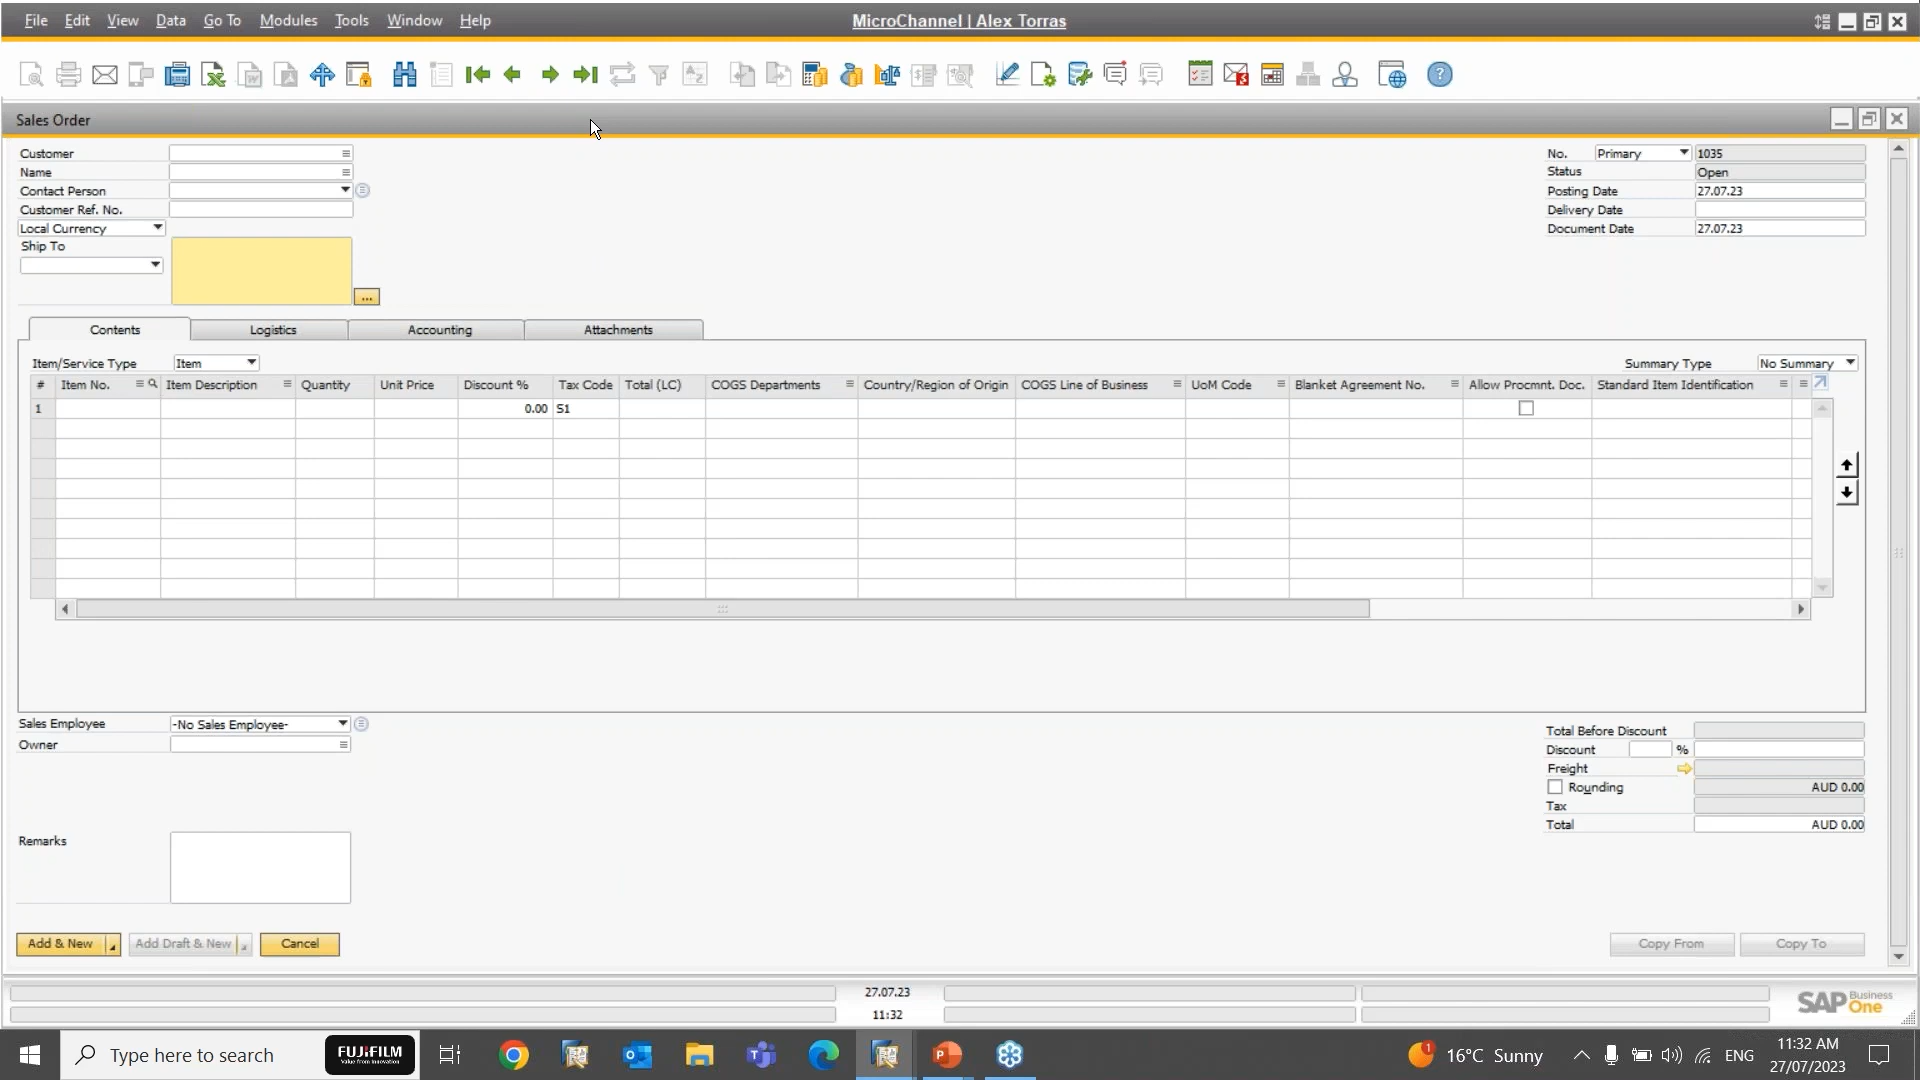 File Edit View Data Go To Modules Tools Window Help
MicroChannel | Alex Torras
Sales Order
Customer
Name
Contact Person
Customer Ref. No.
Local Currency
Ship To
...
No. Primary 1035
Status Open
Posting Date 27.07.23
Delivery Date
Document Date 27.07.23
Contents Logistics Accounting Attachments
Item/Service Type Item
Summary Type No Summary
# Item No. Item Description Quantity Unit Price Discount % Tax Code Total (LC) COGS Departments Country/Region of Origin COGS Line of Business UoM Code Blanket Agreement No. Allow Procmnt. Doc. Standard Item Identification
1 0.00 S1
Sales Employee -No Sales Employee-
Owner
Remarks
Total Before Discount
Discount %
Freight
Rounding AUD 0.00
Tax
Total AUD 0.00
Add & New Add Draft & New Cancel
Copy From Copy To
27.07.23
11:32
SAP Business One
Type here to search
FUJIFILM
Value from Innovation
1
16°C Sunny
ENG
11:32 AM
27/07/2023